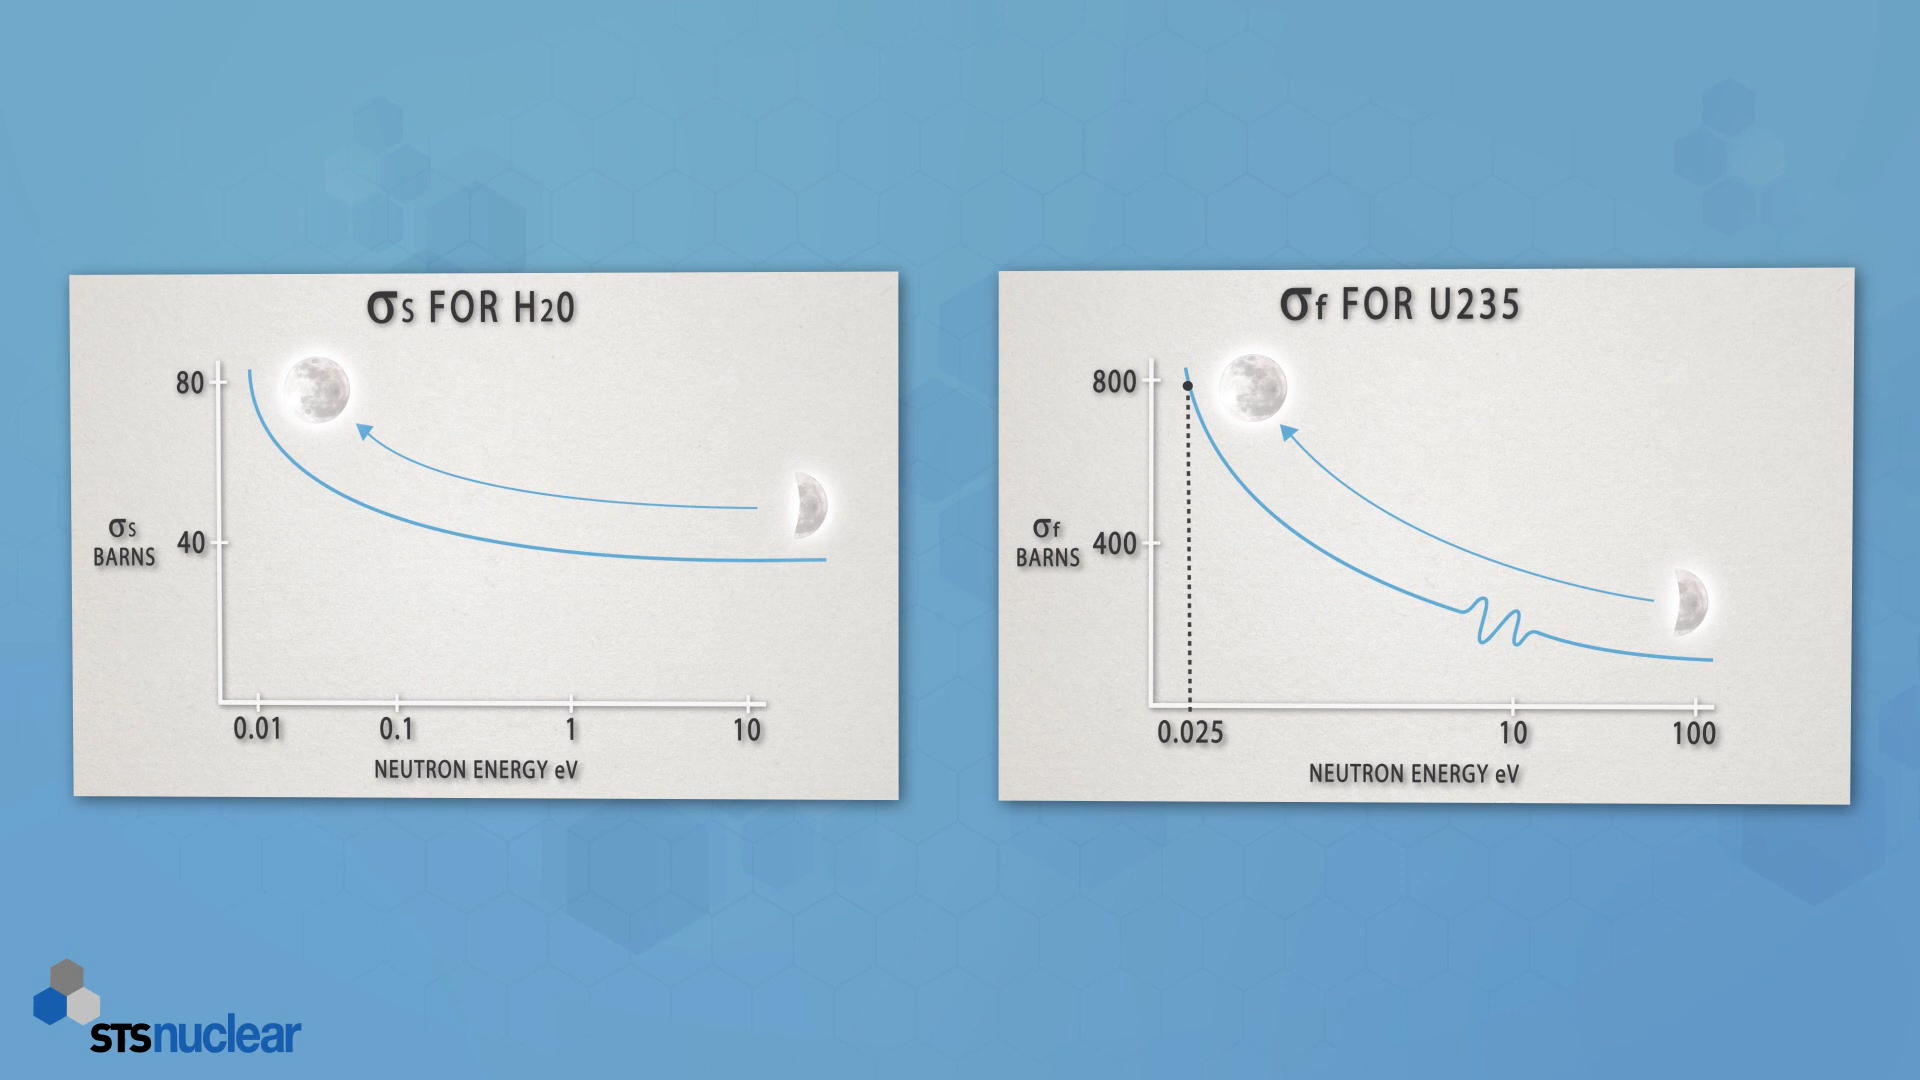 σs FOR H2O
80
40
σs
BARNS
0.01 0.1 1 10
NEUTRON ENERGY eV
σf FOR U235
800
400
σf
BARNS
0.025 10 100
NEUTRON ENERGY eV
STSnuclear